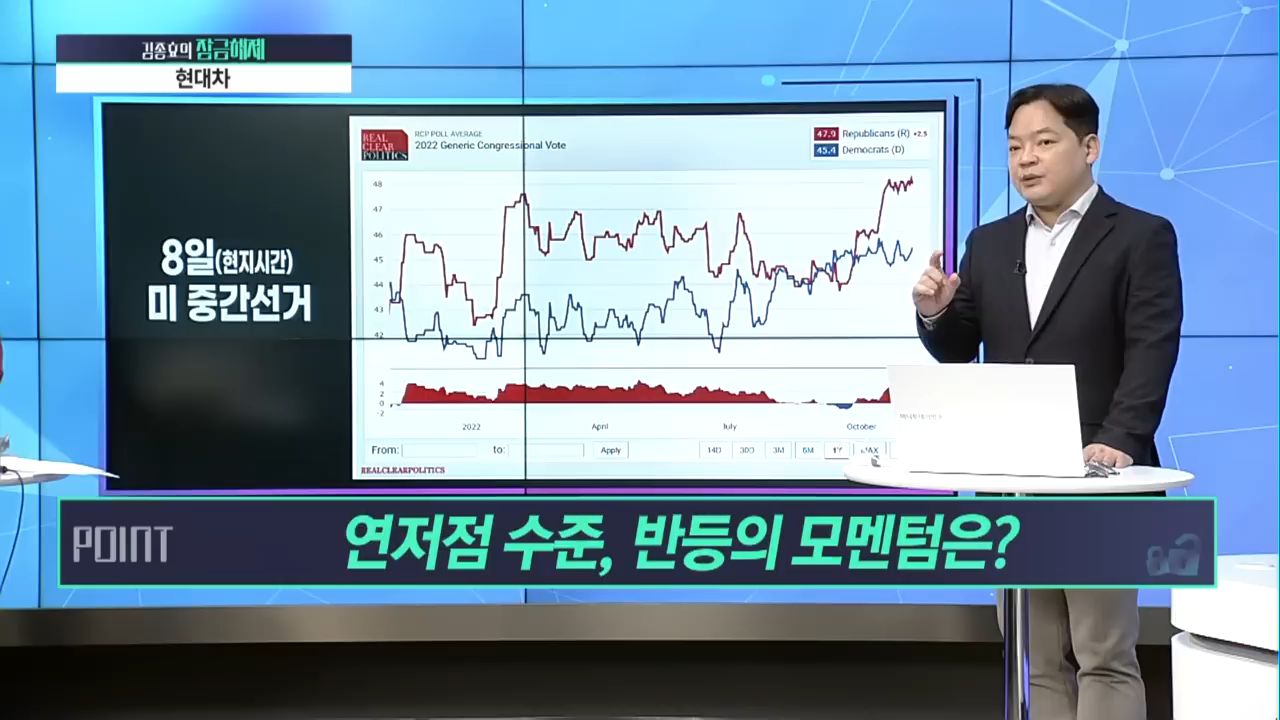 김종효의 잠금해제
현대차
8일(현지시간)
미 중간선거
REAL
CLEAR
POLITICS
RCP POLL AVERAGE
2022 Generic Congressional Vote
47.9 Republicans (R) +2.5
45.4 Democrats (D)
48
47
46
45
44
43
42
4
2
0
-2
2022 April July October
From: to: Apply 14D 30D 3M 6M 1Y MAX
REALCLEARPOLITICS
POINT
연저점 수준, 반등의 모멘텀은?